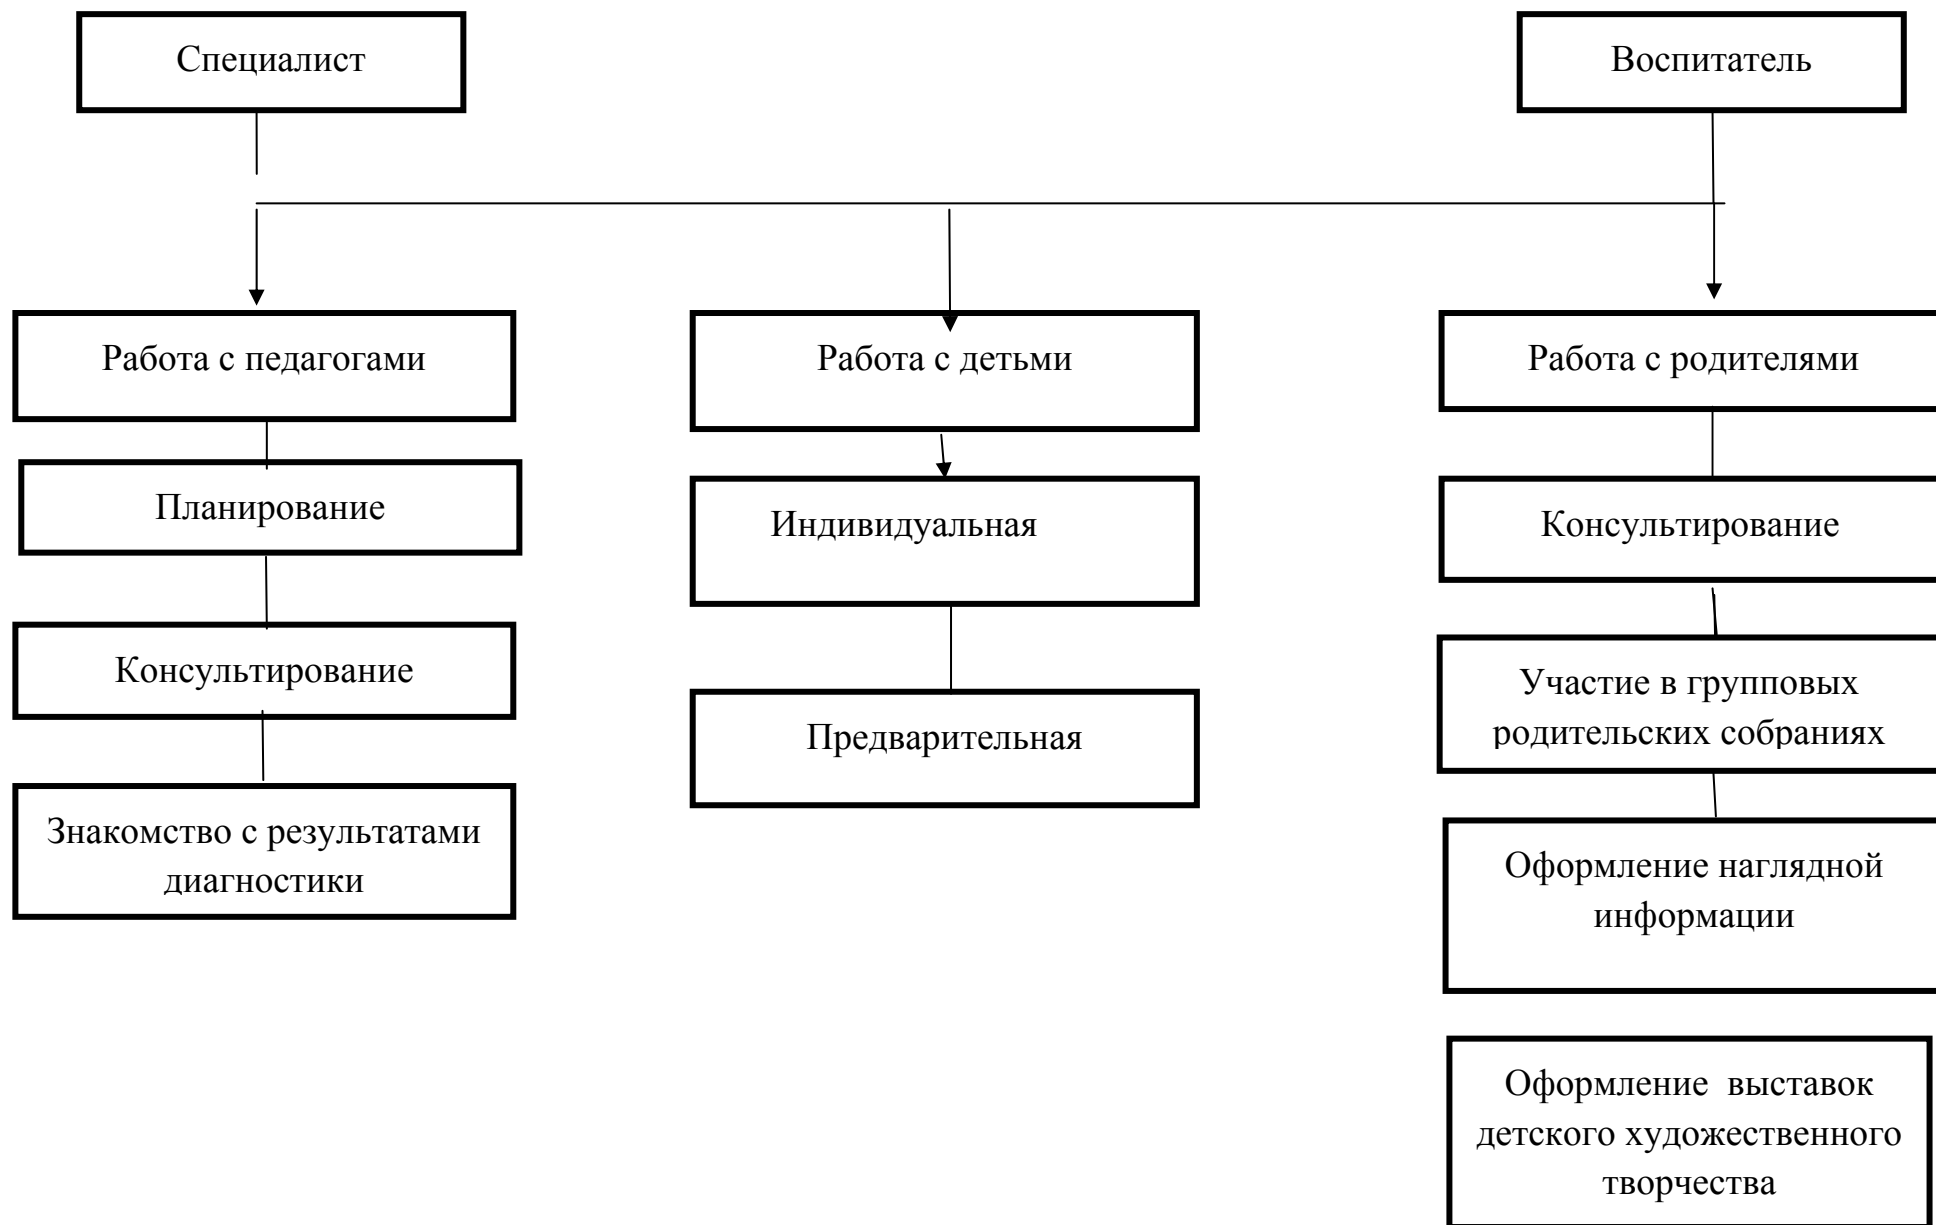 Специалист
Воспитатель
Работа с педагогами
Работа с детьми
Работа с родителями
Планирование
Индивидуальная
Консультирование
Консультирование
Предварительная
Участие в групповых
родительских собраниях
Знакомство с результатами
диагностики
Оформление наглядной
информации
Оформление выставок
детского художественного
творчества